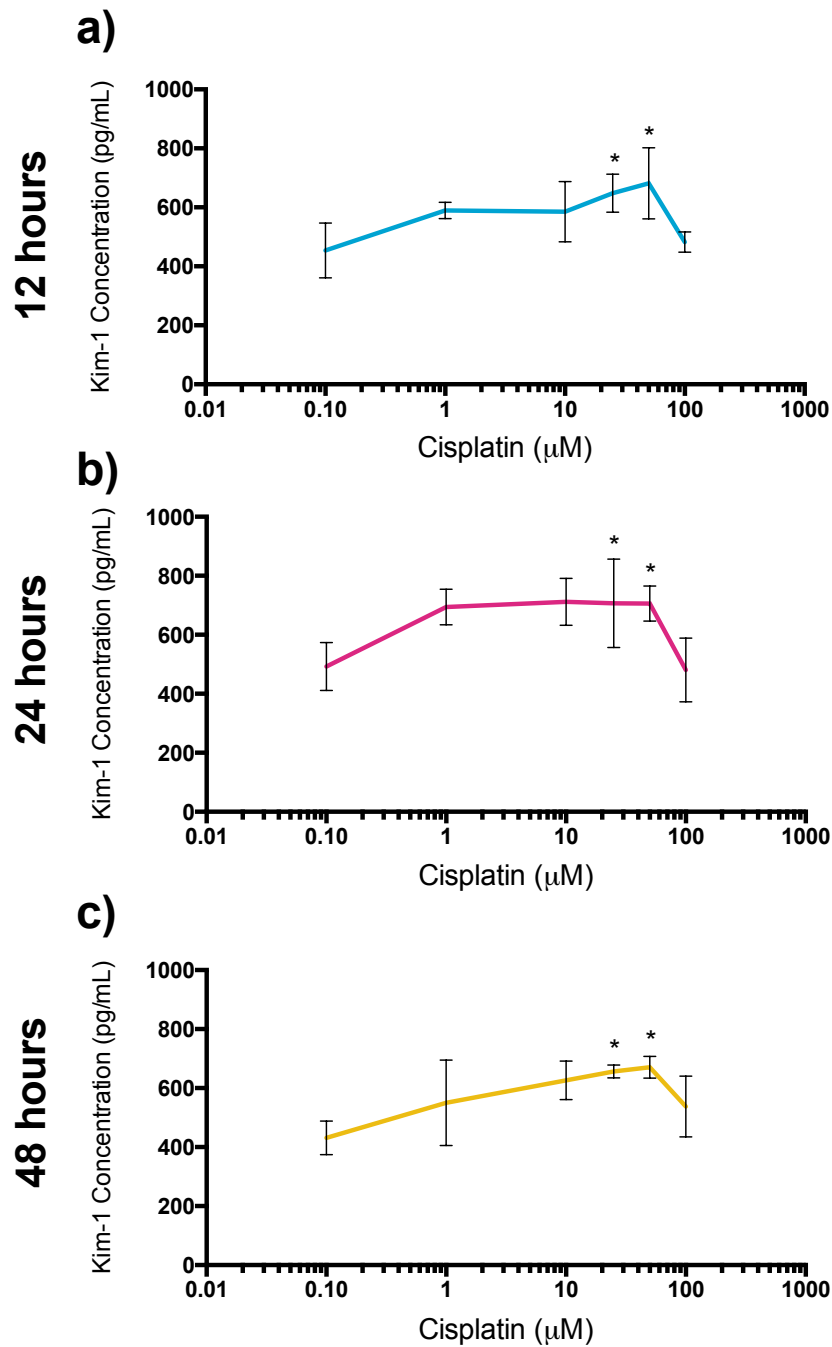 a)
12 hours
Kim-1 Concentration (pg/mL)
1000
800
600
400
200
0
* *
0.01 0.10 1 10 100 1000
Cisplatin (μM)
b)
24 hours
Kim-1 Concentration (pg/mL)
1000
800
600
400
200
0
* *
0.01 0.10 1 10 100 1000
Cisplatin (μM)
c)
48 hours
Kim-1 Concentration (pg/mL)
1000
800
600
400
200
0
* *
0.01 0.10 1 10 100 1000
Cisplatin (μM)